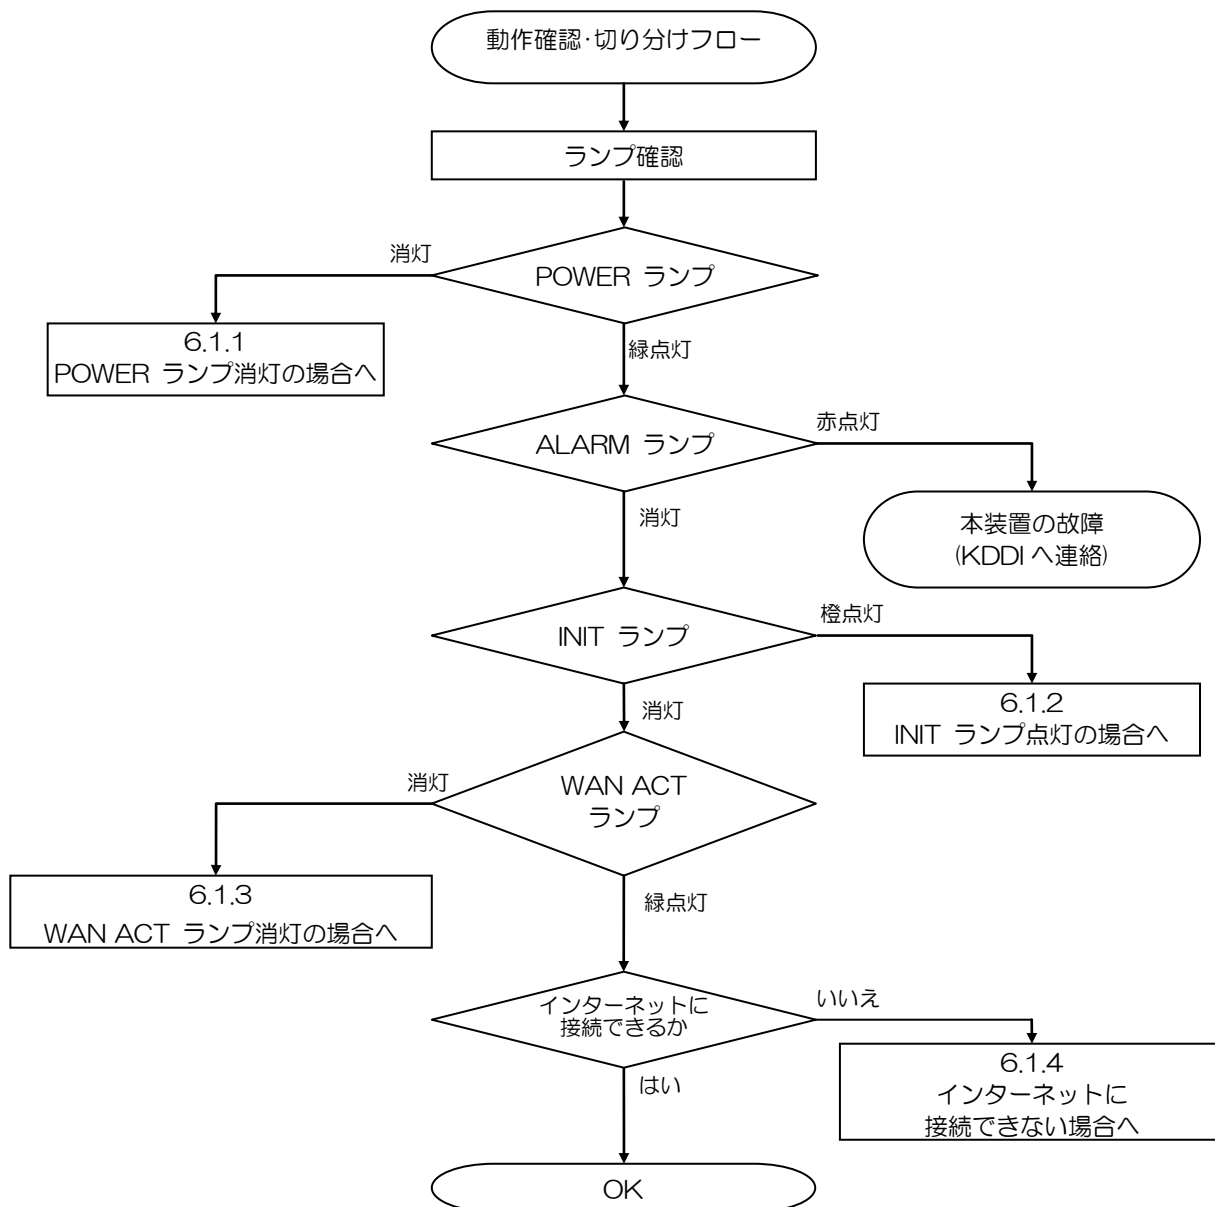 動作確認・切り分けフロー
ランプ確認
消灯
POWER ランプ
6.1.1
POWER ランプ消灯の場合へ
緑点灯
ALARM ランプ
赤点灯
消灯
本装置の故障
(KDDI へ連絡)
INIT ランプ
橙点灯
消灯
6.1.2
INIT ランプ点灯の場合へ
消灯
WAN ACT
ランプ
6.1.3
WAN ACT ランプ消灯の場合へ
緑点灯
インターネットに
接続できるか
いいえ
はい
6.1.4
インターネットに
接続できない場合へ
OK